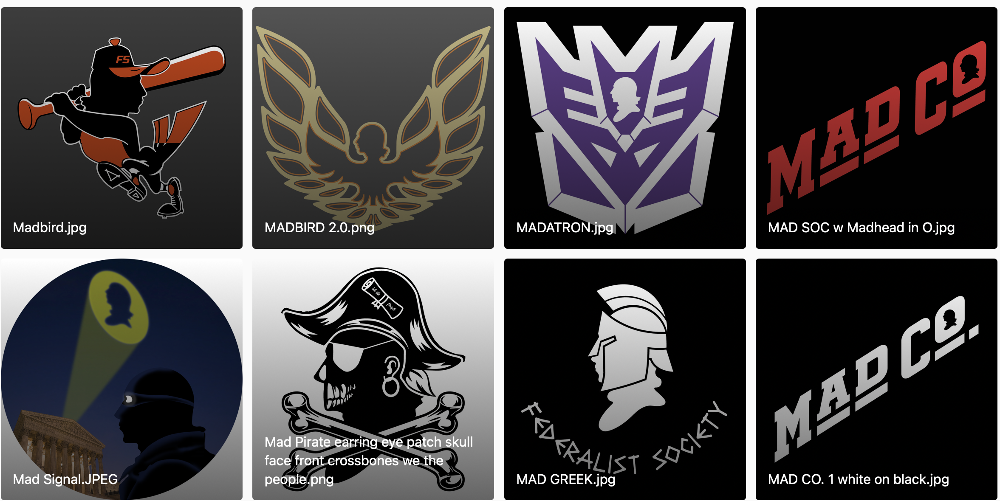 FS
Madbird.jpg
MADBIRD 2.0.png
MADATRON.jpg
MAD CO
MAD SOC w Madhead in O.jpg
Mad Signal.JPEG
We the
People
Mad Pirate earring eye patch skull
face front crossbones we the
people.png
FEDERALIST SOCIETY
MAD GREEK.jpg
MAD CO.
MAD CO. 1 white on black.jpg